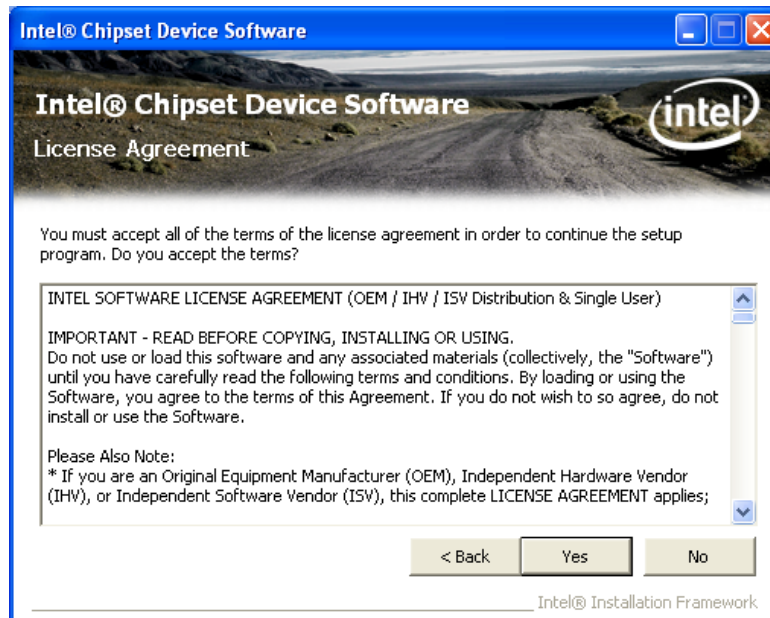 Intel® Chipset Device Software
Intel® Chipset Device Software
intel
License Agreement
You must accept all of the terms of the license agreement in order to continue the setup
program. Do you accept the terms?
INTEL SOFTWARE LICENSE AGREEMENT (OEM / IHV / ISV Distribution & Single User)
IMPORTANT - READ BEFORE COPYING, INSTALLING OR USING.
Do not use or load this software and any associated materials (collectively, the "Software")
until you have carefully read the following terms and conditions. By loading or using the
Software, you agree to the terms of this Agreement. If you do not wish to so agree, do not
install or use the Software.
Please Also Note:
* If you are an Original Equipment Manufacturer (OEM), Independent Hardware Vendor
(IHV), or Independent Software Vendor (ISV), this complete LICENSE AGREEMENT applies;
< Back Yes No
Intel® Installation Framework